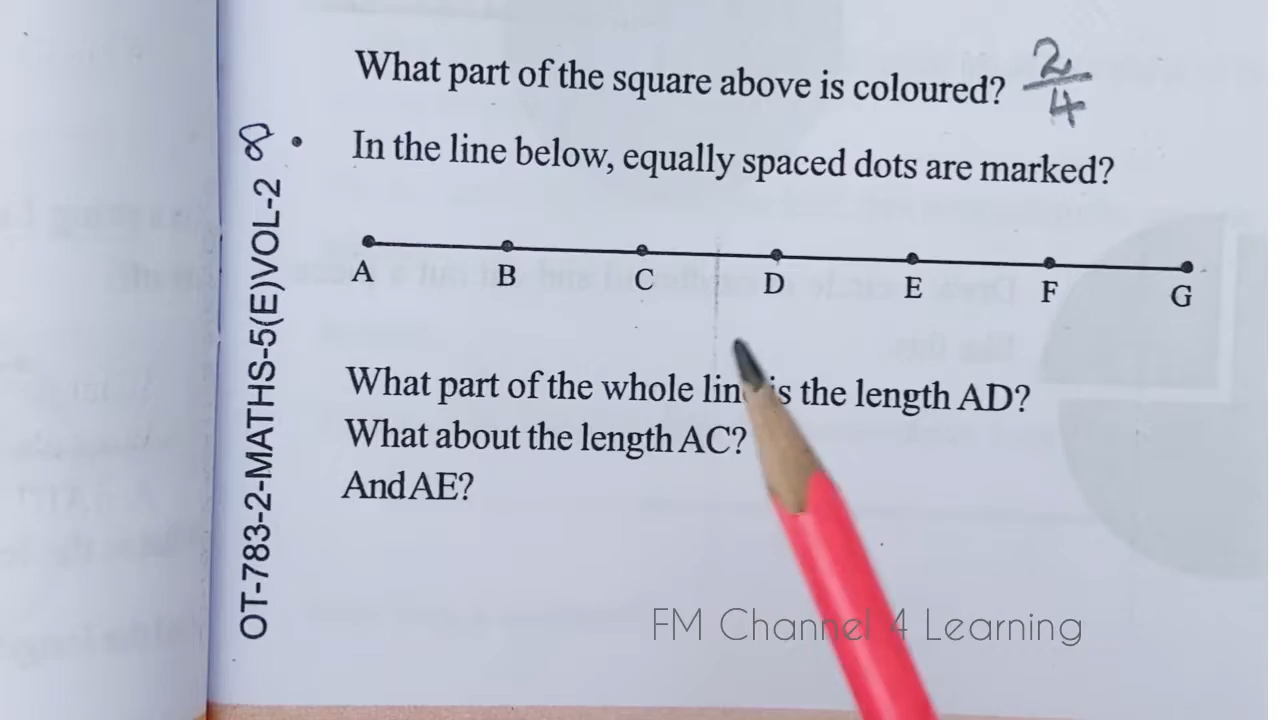 What part of the square above is coloured? 2/4
In the line below, equally spaced dots are marked?
A B C D E F G
What part of the whole line is the length AD?
What about the length AC?
And AE?
OT-783-2-MATHS-5(E)VOL-2
FM Channel 4 Learning